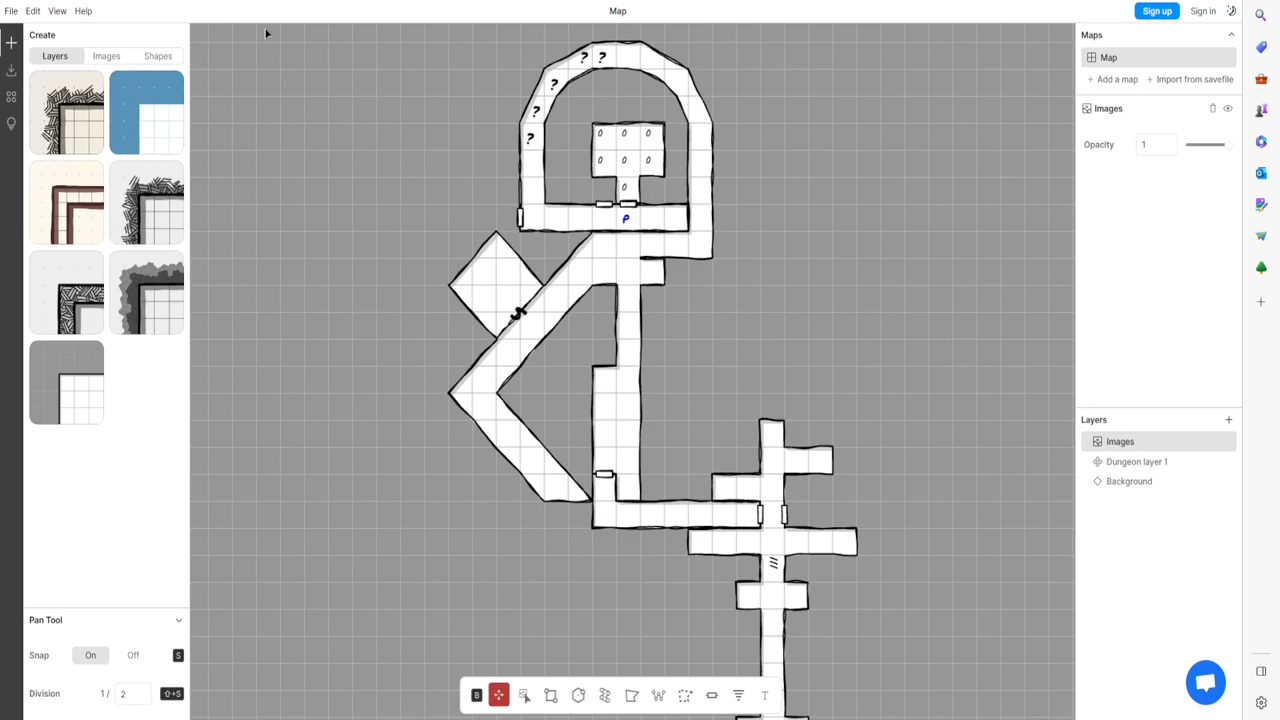 File Edit View Help
Map
Sign up Sign in
Create
Layers Images Shapes
Pan Tool
Snap On Off S
Division 1 / 2 ⇧+S
? ?
?
?
?
0 0 0
0 0 0
0
P
B
T
Maps
Map
+ Add a map + Import from savefile
Images
Opacity 1
Layers
Images
Dungeon layer 1
Background